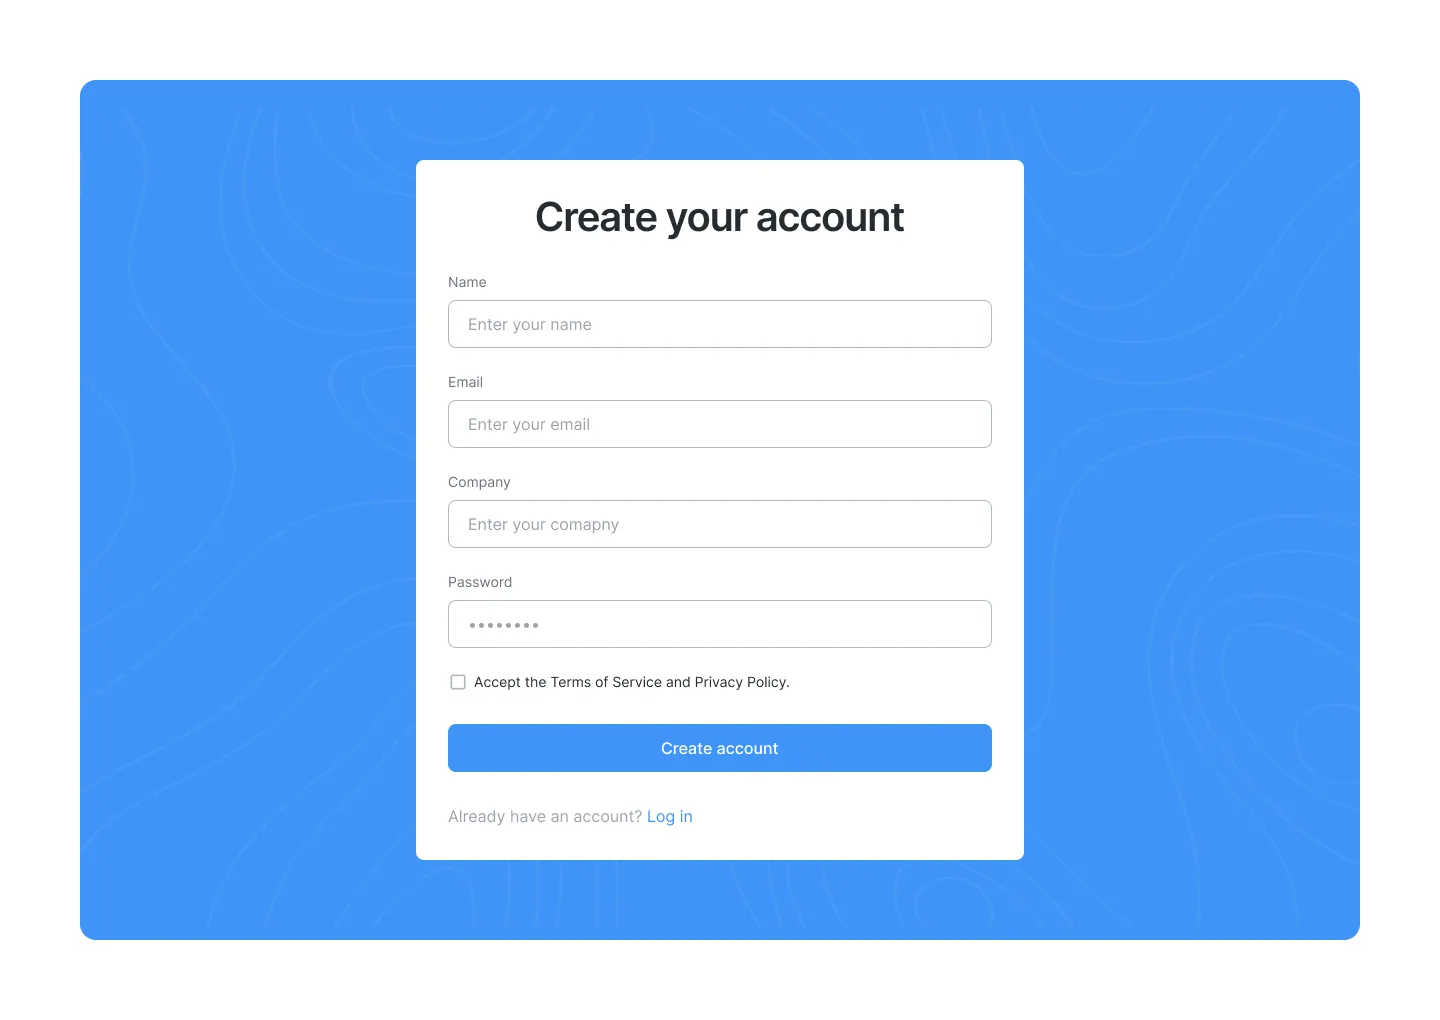 Create your account
Name
Enter your name
Email
Enter your email
Company
Enter your comapny
Password
••••••••
Accept the Terms of Service and Privacy Policy.
Create account
Already have an account? Log in